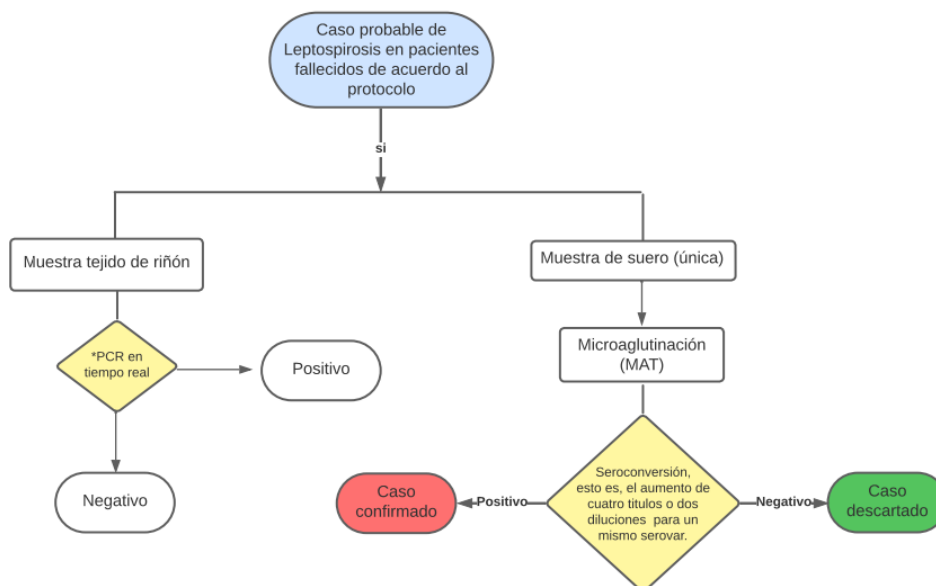 Caso probable de
Leptospirosis en pacientes
fallecidos de acuerdo al
protocolo
si
Muestra tejido de riñón
Muestra de suero (única)
*PCR en
tiempo real
Positivo
Microaglutinación
(MAT)
Negativo
Caso
confirmado
Positivo
Seroconversión,
esto es, el aumento de
cuatro titulos o dos
diluciones para un
mismo serovar.
Negativo
Caso
descartado